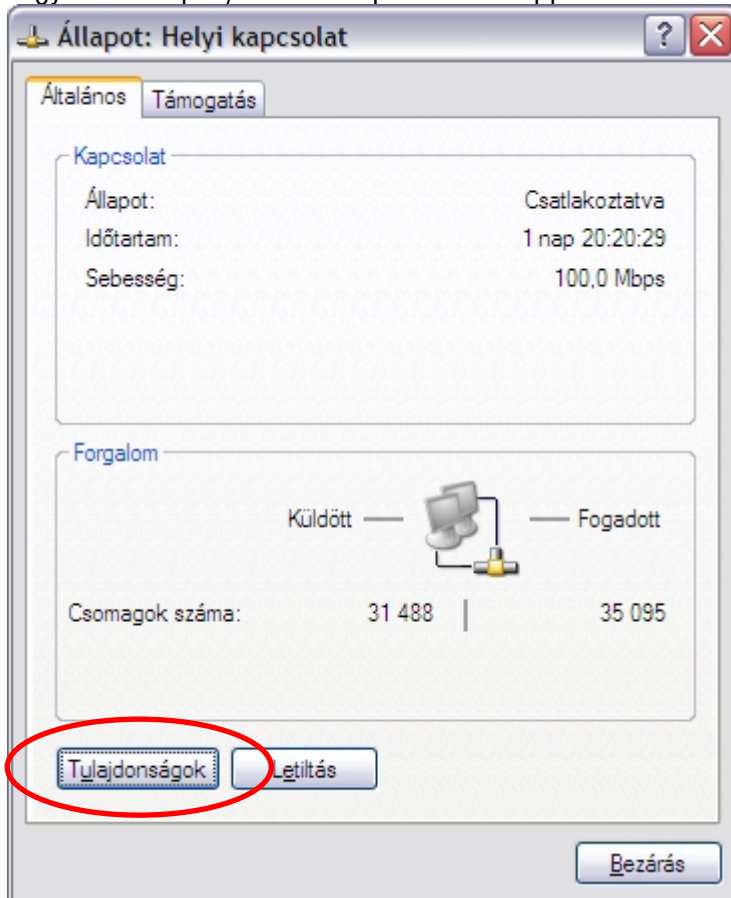 Állapot: Helyi kapcsolat
Általános Támogatás
Kapcsolat
Állapot: Csatlakoztatva
Időtartam: 1 nap 20:20:29
Sebesség: 100,0 Mbps
Forgalom
Küldött Fogadott
Csomagok száma: 31 488 35 095
Tulajdonságok Letiltás
Bezárás